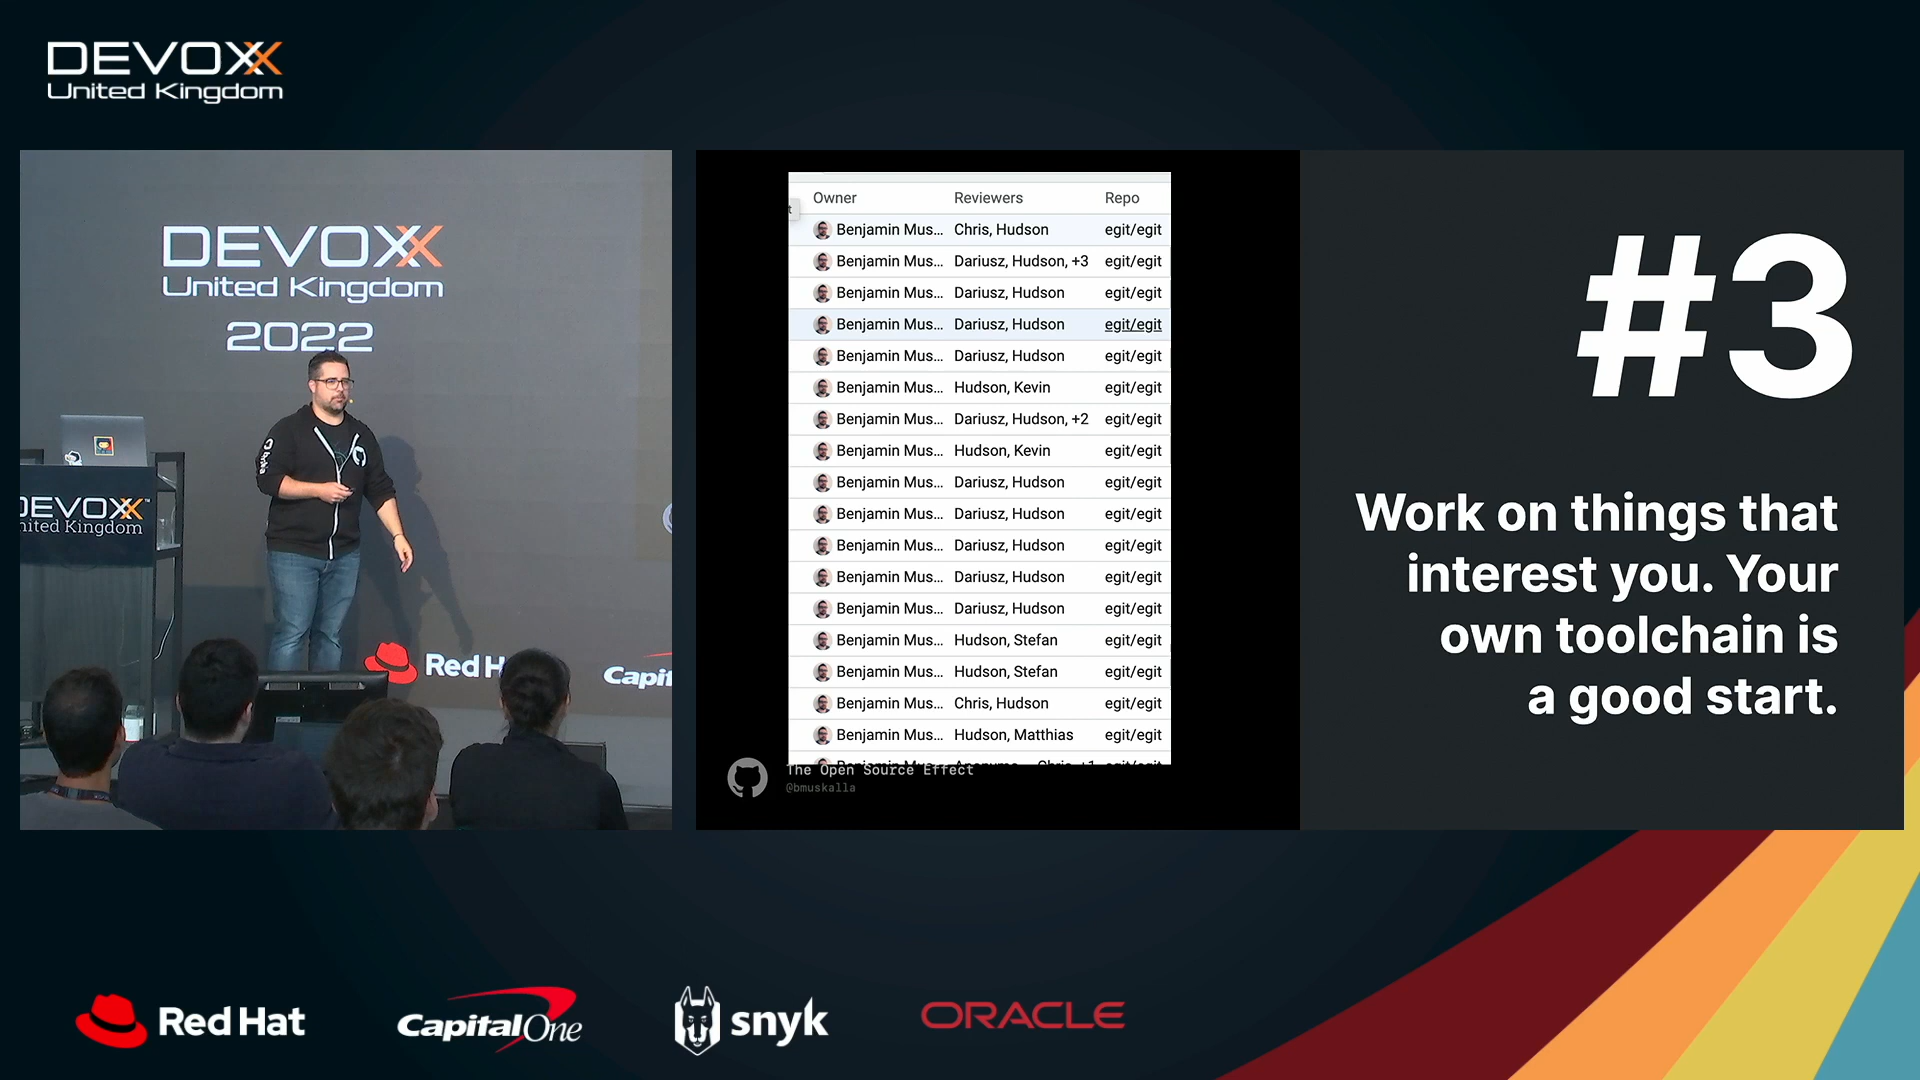 DEVOXX
United Kingdom
DEVOXX
United Kingdom
2022
DEVOXX
United Kingdom
Red H
Capit
Owner Reviewers Repo
Benjamin Mus... Chris, Hudson egit/egit
Benjamin Mus... Dariusz, Hudson, +3 egit/egit
Benjamin Mus... Dariusz, Hudson egit/egit
Benjamin Mus... Dariusz, Hudson egit/egit
Benjamin Mus... Dariusz, Hudson egit/egit
Benjamin Mus... Hudson, Kevin egit/egit
Benjamin Mus... Dariusz, Hudson, +2 egit/egit
Benjamin Mus... Hudson, Kevin egit/egit
Benjamin Mus... Dariusz, Hudson egit/egit
Benjamin Mus... Dariusz, Hudson egit/egit
Benjamin Mus... Dariusz, Hudson egit/egit
Benjamin Mus... Dariusz, Hudson egit/egit
Benjamin Mus... Dariusz, Hudson egit/egit
Benjamin Mus... Hudson, Stefan egit/egit
Benjamin Mus... Hudson, Stefan egit/egit
Benjamin Mus... Chris, Hudson egit/egit
Benjamin Mus... Hudson, Matthias egit/egit
The Open Source Effect
@bmuskalla
#3
Work on things that
interest you. Your
own toolchain is
a good start.
Red Hat
CapitalOne
snyk
ORACLE